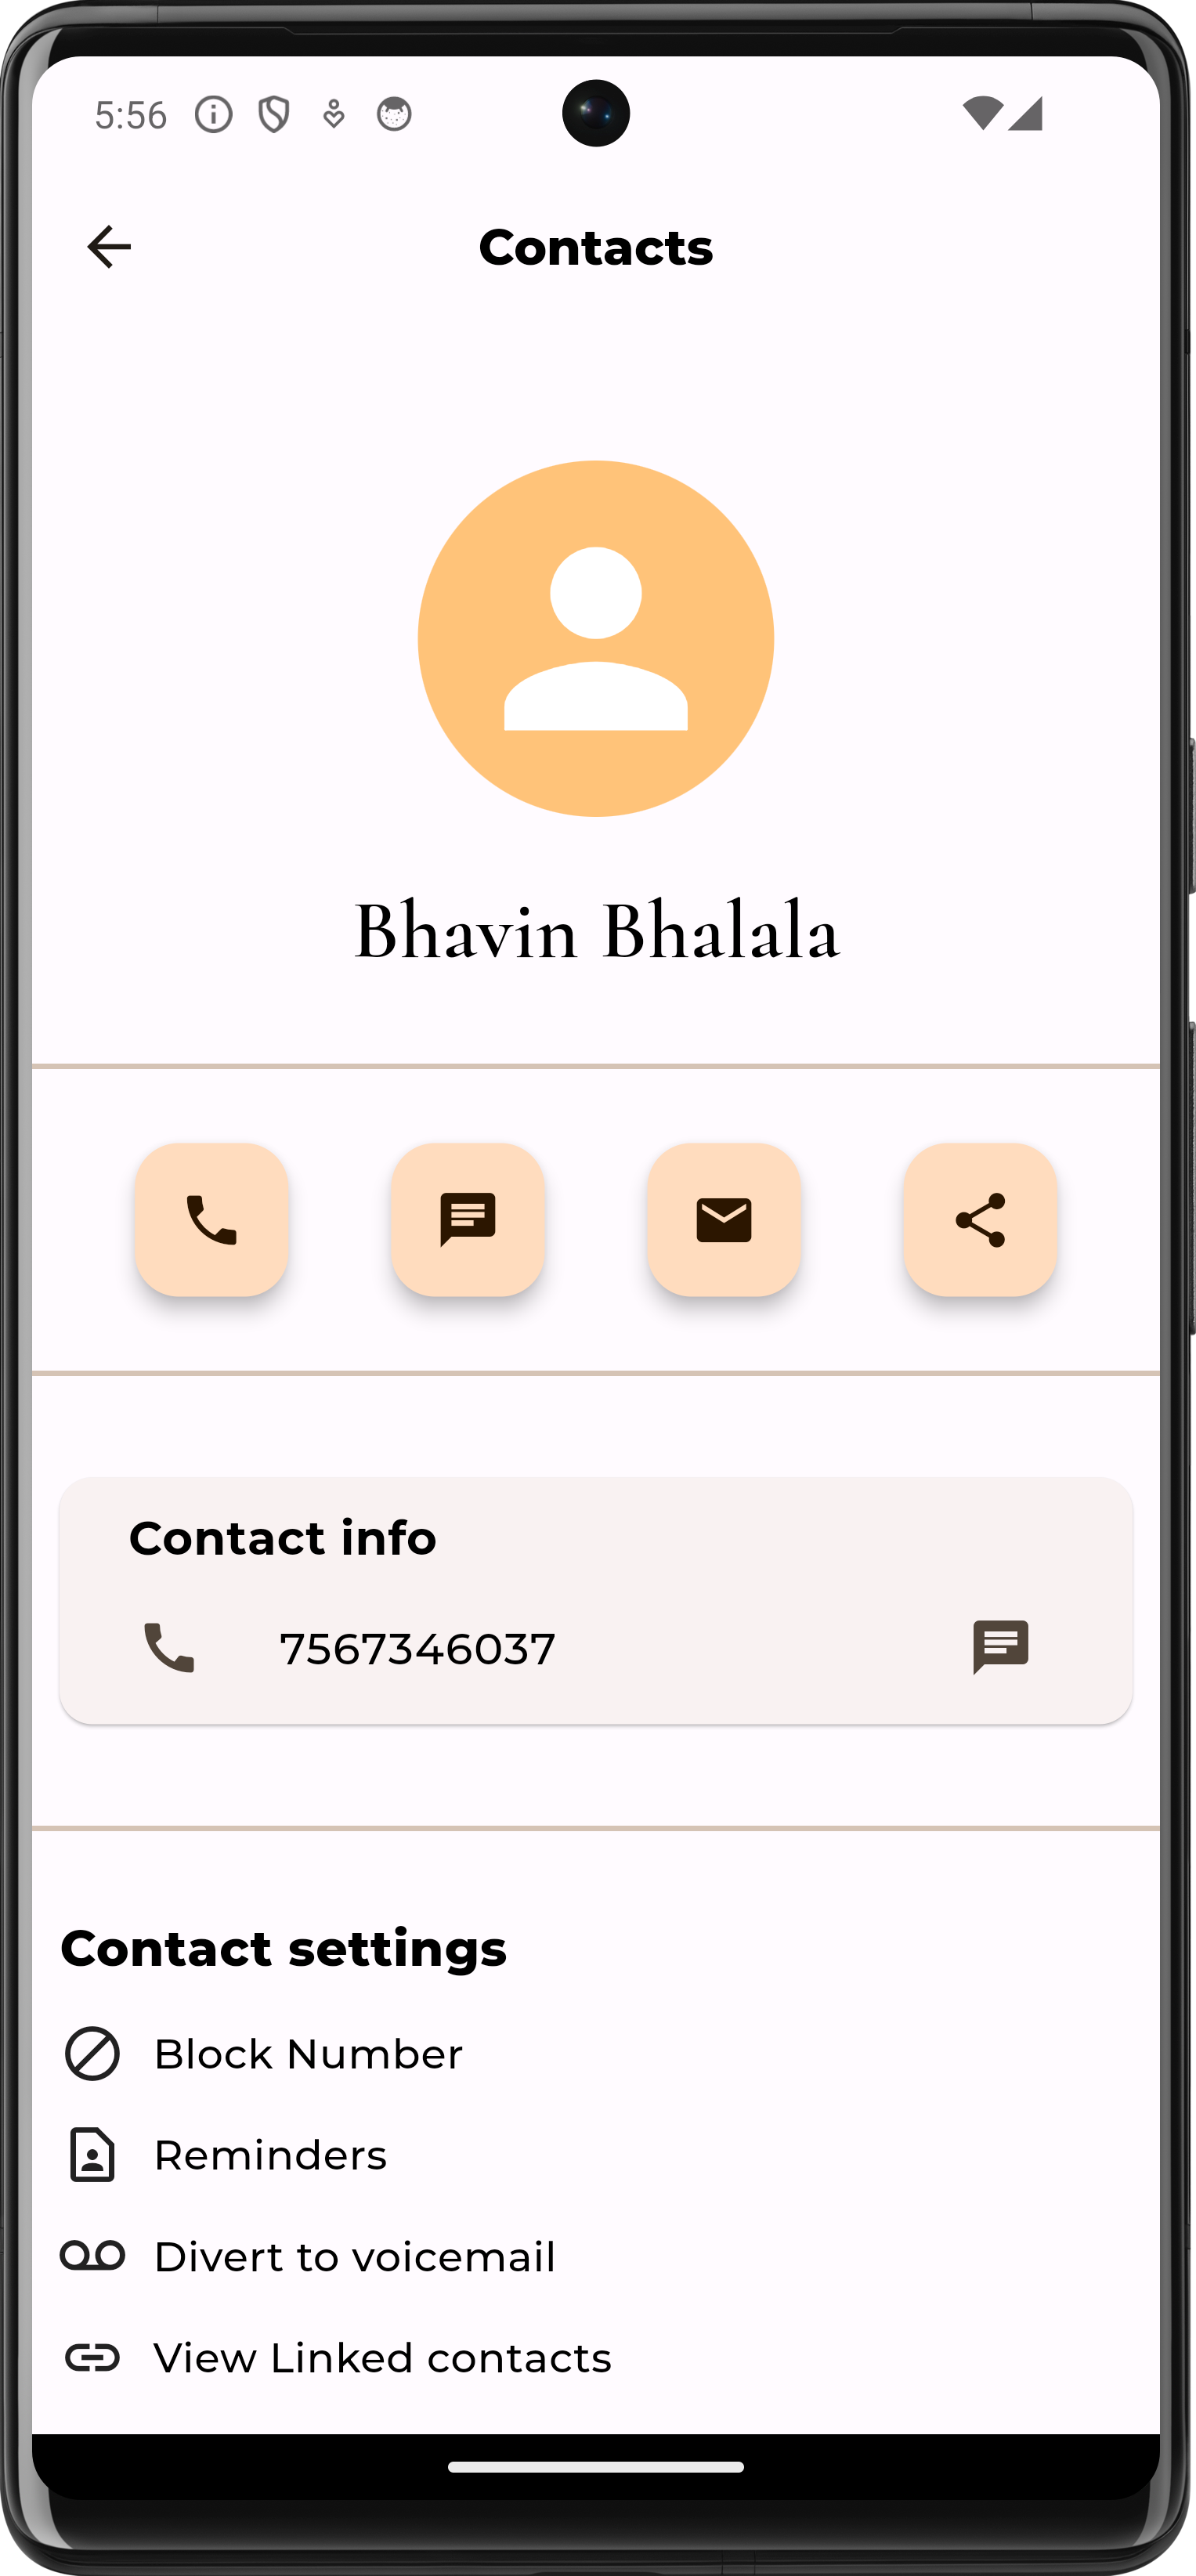 5:56
Contacts
Bhavin Bhalala
Contact info
7567346037
Contact settings
Block Number
Reminders
Divert to voicemail
View Linked contacts